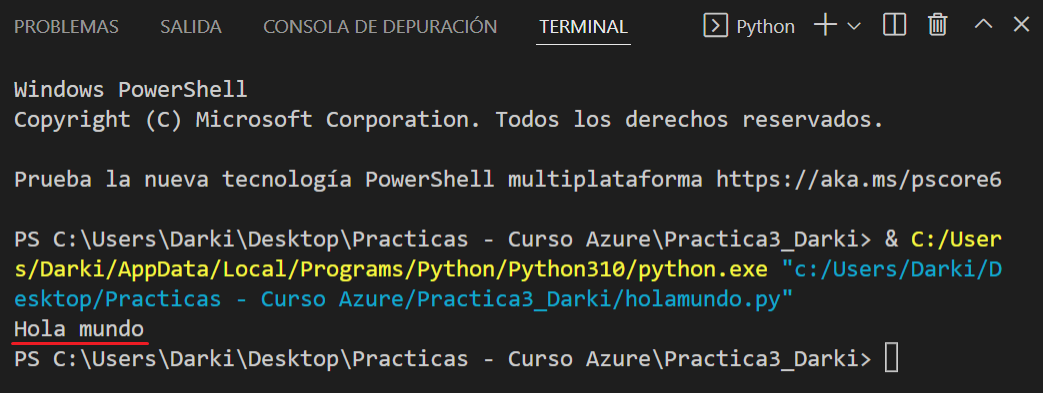 PROBLEMAS SALIDA CONSOLA DE DEPURACIÓN TERMINAL Python
Windows PowerShell
Copyright (C) Microsoft Corporation. Todos los derechos reservados.
Prueba la nueva tecnología PowerShell multiplataforma https://aka.ms/pscore6
PS C:\Users\Darki\Desktop\Practicas - Curso Azure\Practica3_Darki> & C:/User
s/Darki/AppData/Local/Programs/Python/Python310/python.exe "c:/Users/Darki/D
esktop/Practicas - Curso Azure/Practica3_Darki/holamundo.py"
Hola mundo
PS C:\Users\Darki\Desktop\Practicas - Curso Azure\Practica3_Darki>